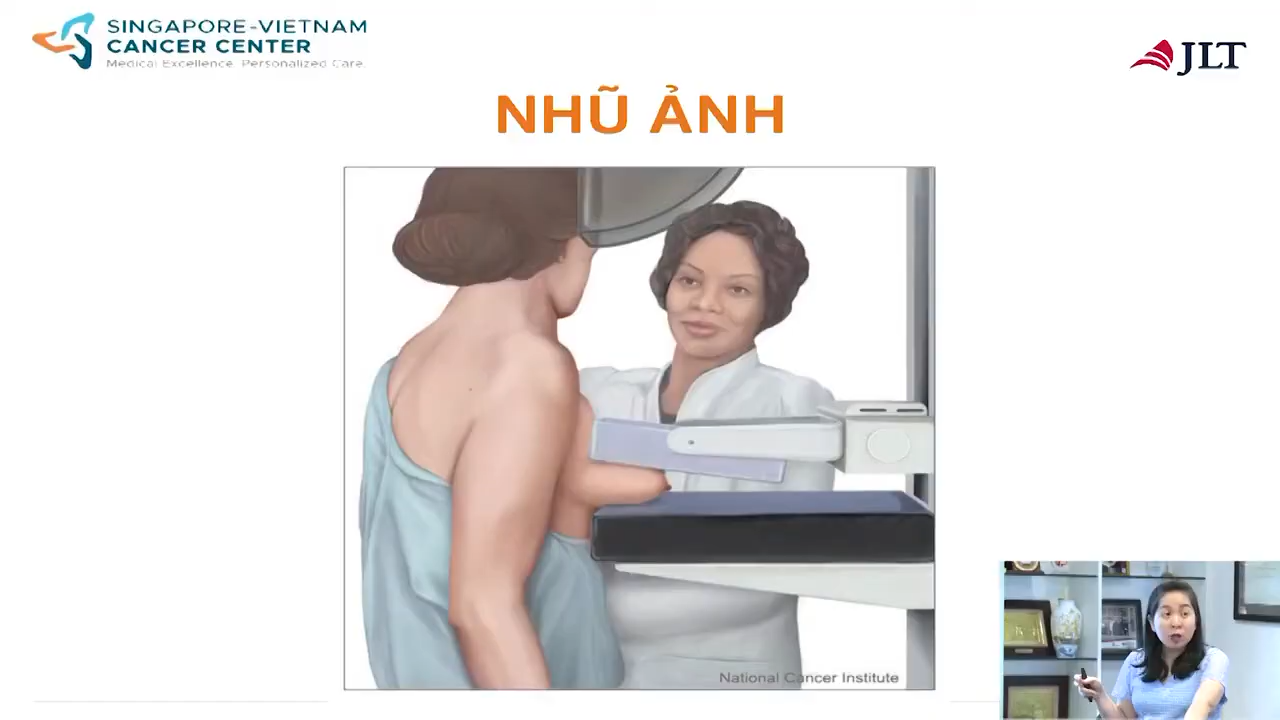 SINGAPORE-VIETNAM
CANCER CENTER
Medical Excellence. Personalized Care.
JLT
NHŨ ẢNH
National Cancer Institute